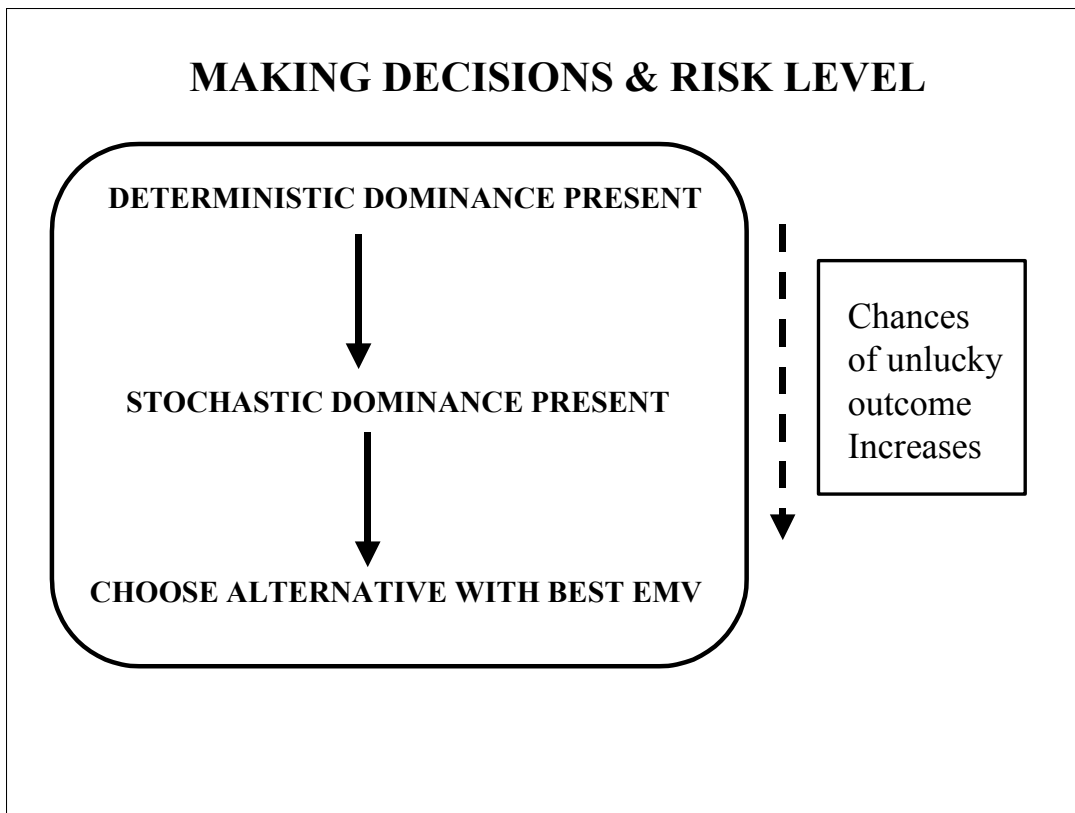 MAKING DECISIONS & RISK LEVEL
DETERMINISTIC DOMINANCE PRESENT
STOCHASTIC DOMINANCE PRESENT
CHOOSE ALTERNATIVE WITH BEST EMV
Chances
of unlucky
outcome
Increases